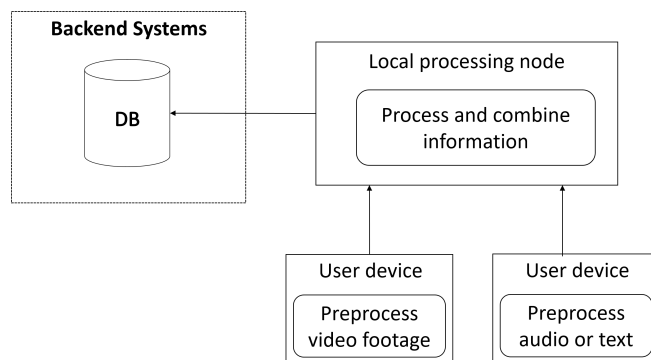 Backend Systems
DB
Local processing node
Process and combine
information
User device
Preprocess
video footage
User device
Preprocess
audio or text